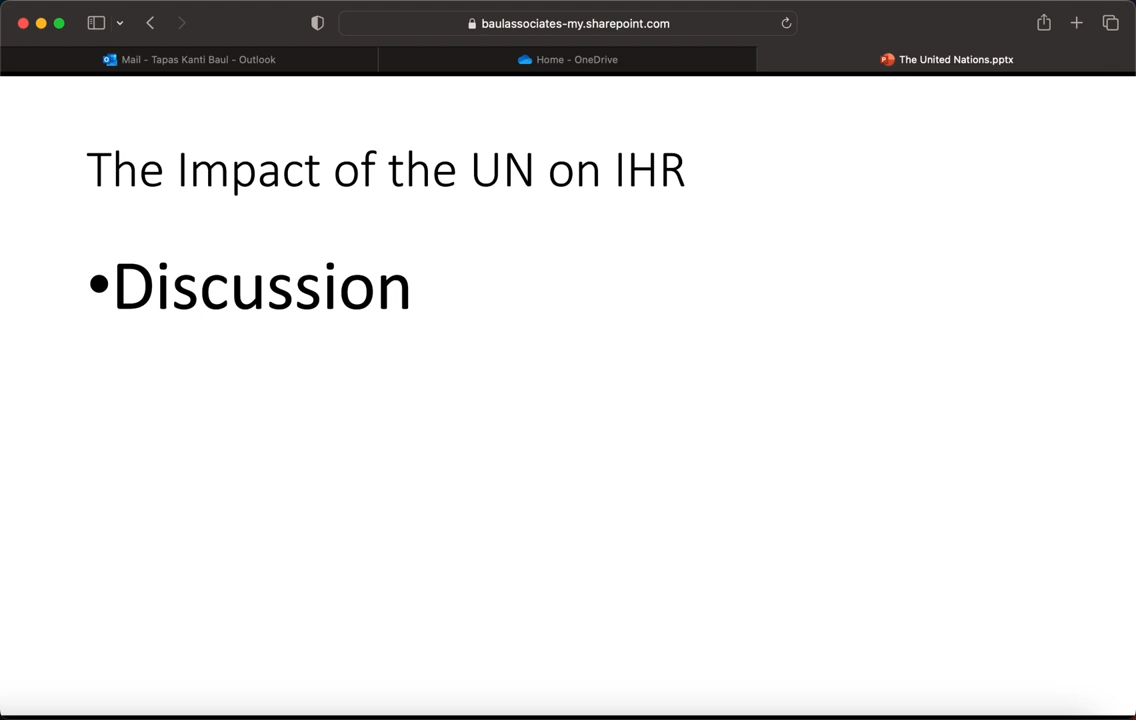 baulassociates-my.sharepoint.com
Mail - Tapas Kanti Baul - Outlook
Home - OneDrive
The United Nations.pptx
The Impact of the UN on IHR
•Discussion